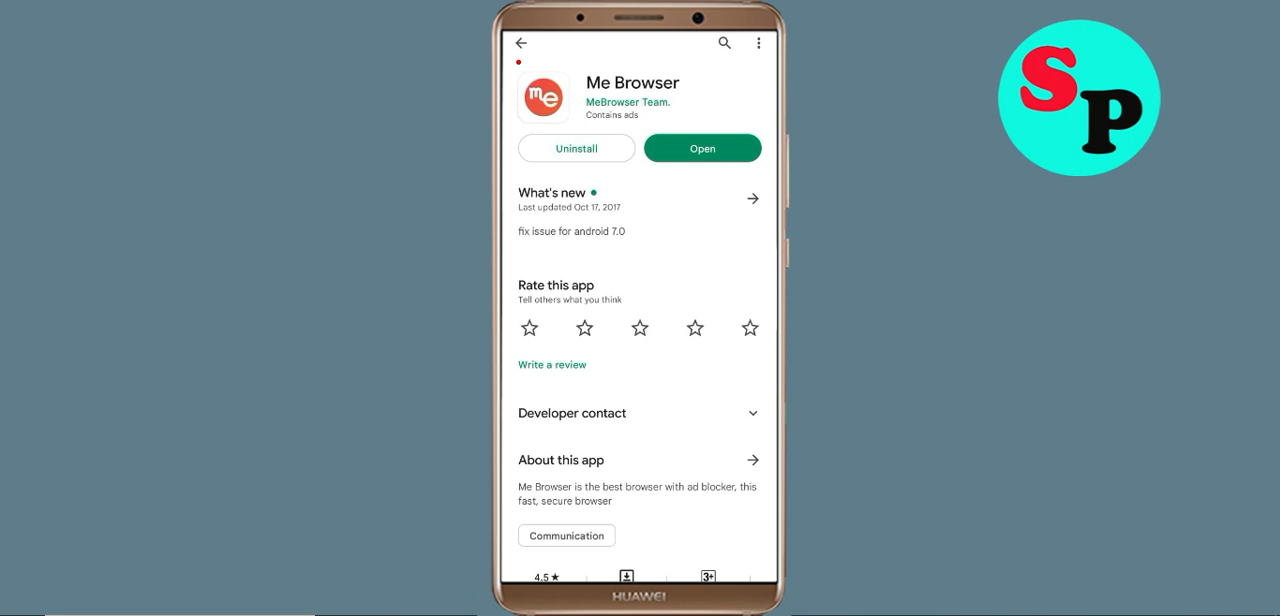 me
Me Browser
MeBrowser Team.
Contains ads
Uninstall
Open
What's new
Last updated Oct 17, 2017
fix issue for android 7.0
Rate this app
Tell others what you think
Write a review
Developer contact
About this app
Me Browser is the best browser with ad blocker, this
fast, secure browser
Communication
4.5★
3+
HUAWEI
SP